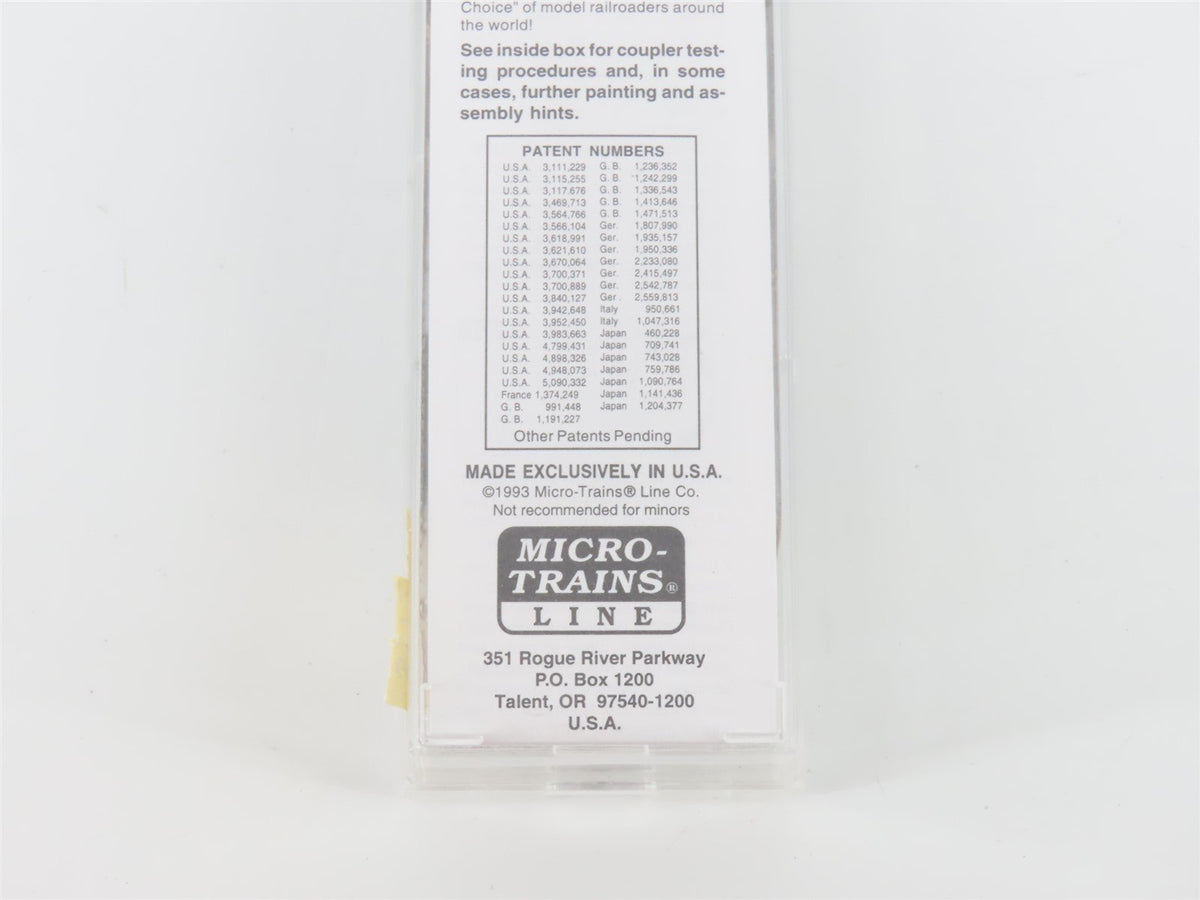 Choice" of model railroaders around
the world!
See inside box for coupler test-
ing procedures and, in some
cases, further painting and as-
sembly hints.
PATENT NUMBERS
U.S.A. 3,111,229 G. B. 1,236,352
U.S.A. 3,115,255 G. B. 1,242,299
U.S.A. 3,117,676 G. B. 1,336,543
U.S.A. 3,469,713 G. B. 1,413,646
U.S.A. 3,564,766 G. B. 1,471,513
U.S.A. 3,566,104 Ger. 1,807,990
U.S.A. 3,618,991 Ger. 1,935,157
U.S.A. 3,621,610 Ger. 1,950,336
U.S.A. 3,670,064 Ger. 2,233,080
U.S.A. 3,700,371 Ger. 2,415,497
U.S.A. 3,700,889 Ger. 2,542,787
U.S.A. 3,840,127 Ger. 2,559,813
U.S.A. 3,942,648 Italy 950,661
U.S.A. 3,952,450 Italy 1,047,316
U.S.A. 3,983,663 Japan 460,228
U.S.A. 4,799,431 Japan 709,741
U.S.A. 4,898,326 Japan 743,028
U.S.A. 4,948,073 Japan 759,786
U.S.A. 5,090,332 Japan 1,090,764
France 1,374,249 Japan 1,141,436
G. B. 991,448 Japan 1,204,377
G. B. 1,191,227
Other Patents Pending
MADE EXCLUSIVELY IN U.S.A.
©1993 Micro-Trains® Line Co.
Not recommended for minors
MICRO-
TRAINS®
LINE
351 Rogue River Parkway
P.O. Box 1200
Talent, OR 97540-1200
U.S.A.